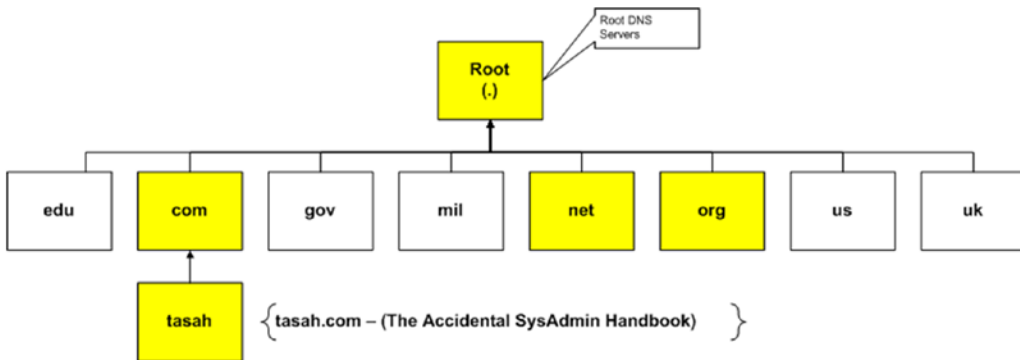 Root DNS
Servers
Root
(.)
edu
com
gov
mil
net
org
us
uk
tasah
{tasah.com – (The Accidental SysAdmin Handbook) }